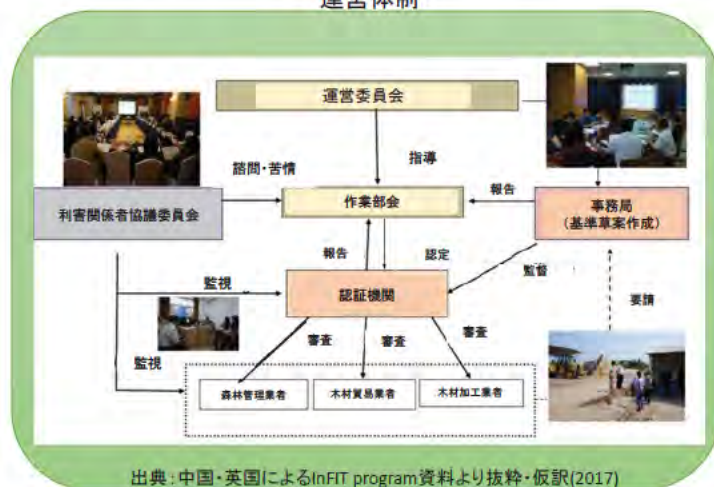 運営体制
運営委員会
指導
諮問・苦情
作業部会
報告
利害関係者協議委員会
事務局
(基準草案作成)
報告
認定
監督
監視
認証機関
要請
審査
審査
審査
監視
森林管理業者
木材貿易業者
木材加工業者
出典:中国・英国によるInFIT program資料より抜粋・仮訳(2017)